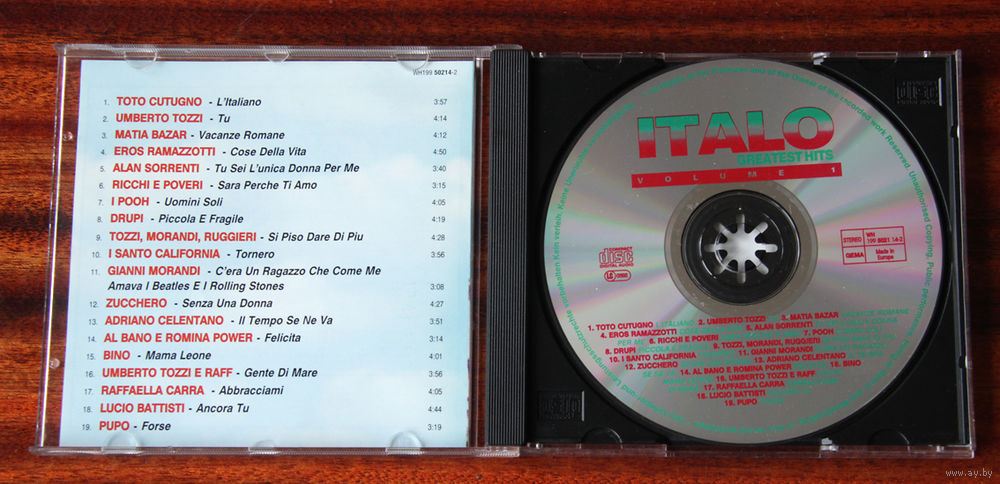 WH199 50214-2
1. TOTO CUTUGNO - L'Italiano 3:57
2. UMBERTO TOZZI - Tu 4:14
3. MATIA BAZAR - Vacanze Romane 4:12
4. EROS RAMAZZOTTI - Cose Della Vita 4:50
5. ALAN SORRENTI - Tu Sei L'unica Donna Per Me 3:40
6. RICCHI E POVERI - Sara Perche Ti Amo 3:15
7. I POOH - Uomini Soli 4:05
8. DRUPI - Piccola E Fragile 4:19
9. TOZZI, MORANDI, RUGGIERI - Si Piso Dare Di Piu 4:28
10. I SANTO CALIFORNIA - Tornero 3:56
11. GIANNI MORANDI - C'era Un Ragazzo Che Come Me
Amava I Beatles E I Rolling Stones 3:08
12. ZUCCHERO - Senza Una Donna 4:27
13. ADRIANO CELENTANO - Il Tempo Se Ne Va 3:51
14. AL BANO E ROMINA POWER - Felicita
15. BINO - Mama Leone 4:01
16. UMBERTO TOZZI E RAFF - Gente Di Mare 3:56
17. RAFFAELLA CARRA - Abbracciami 4:05
18. LUCIO BATTISTI - Ancora Tu 4:44
19. PUPO - Forse 3:19
ITALO
GREATEST HITS
VOLUME 1
COMPACT
disc
DIGITAL AUDIO
STEREO
GEMA
Made in
Europe
1. TOTO CUTUGNO L'ITALIANO 2. UMBERTO TOZZI 3. MATIA BAZAR
4. EROS RAMAZZOTTI 5. ALAN SORRENTI
6. RICCHI E POVERI 7. POOH
8. DRUPI 9. TOZZI, MORANDI, RUGGIERI
10. I SANTO CALIFORNIA 11. GIANNI MORANDI
12. ZUCCHERO 13. ADRIANO CELENTANO
14. AL BANO E ROMINA POWER 15. BINO
16. UMBERTO TOZZI E RAFF
17. RAFFAELLA CARRA
18. LUCIO BATTISTI
19. PUPO
www.ay.by